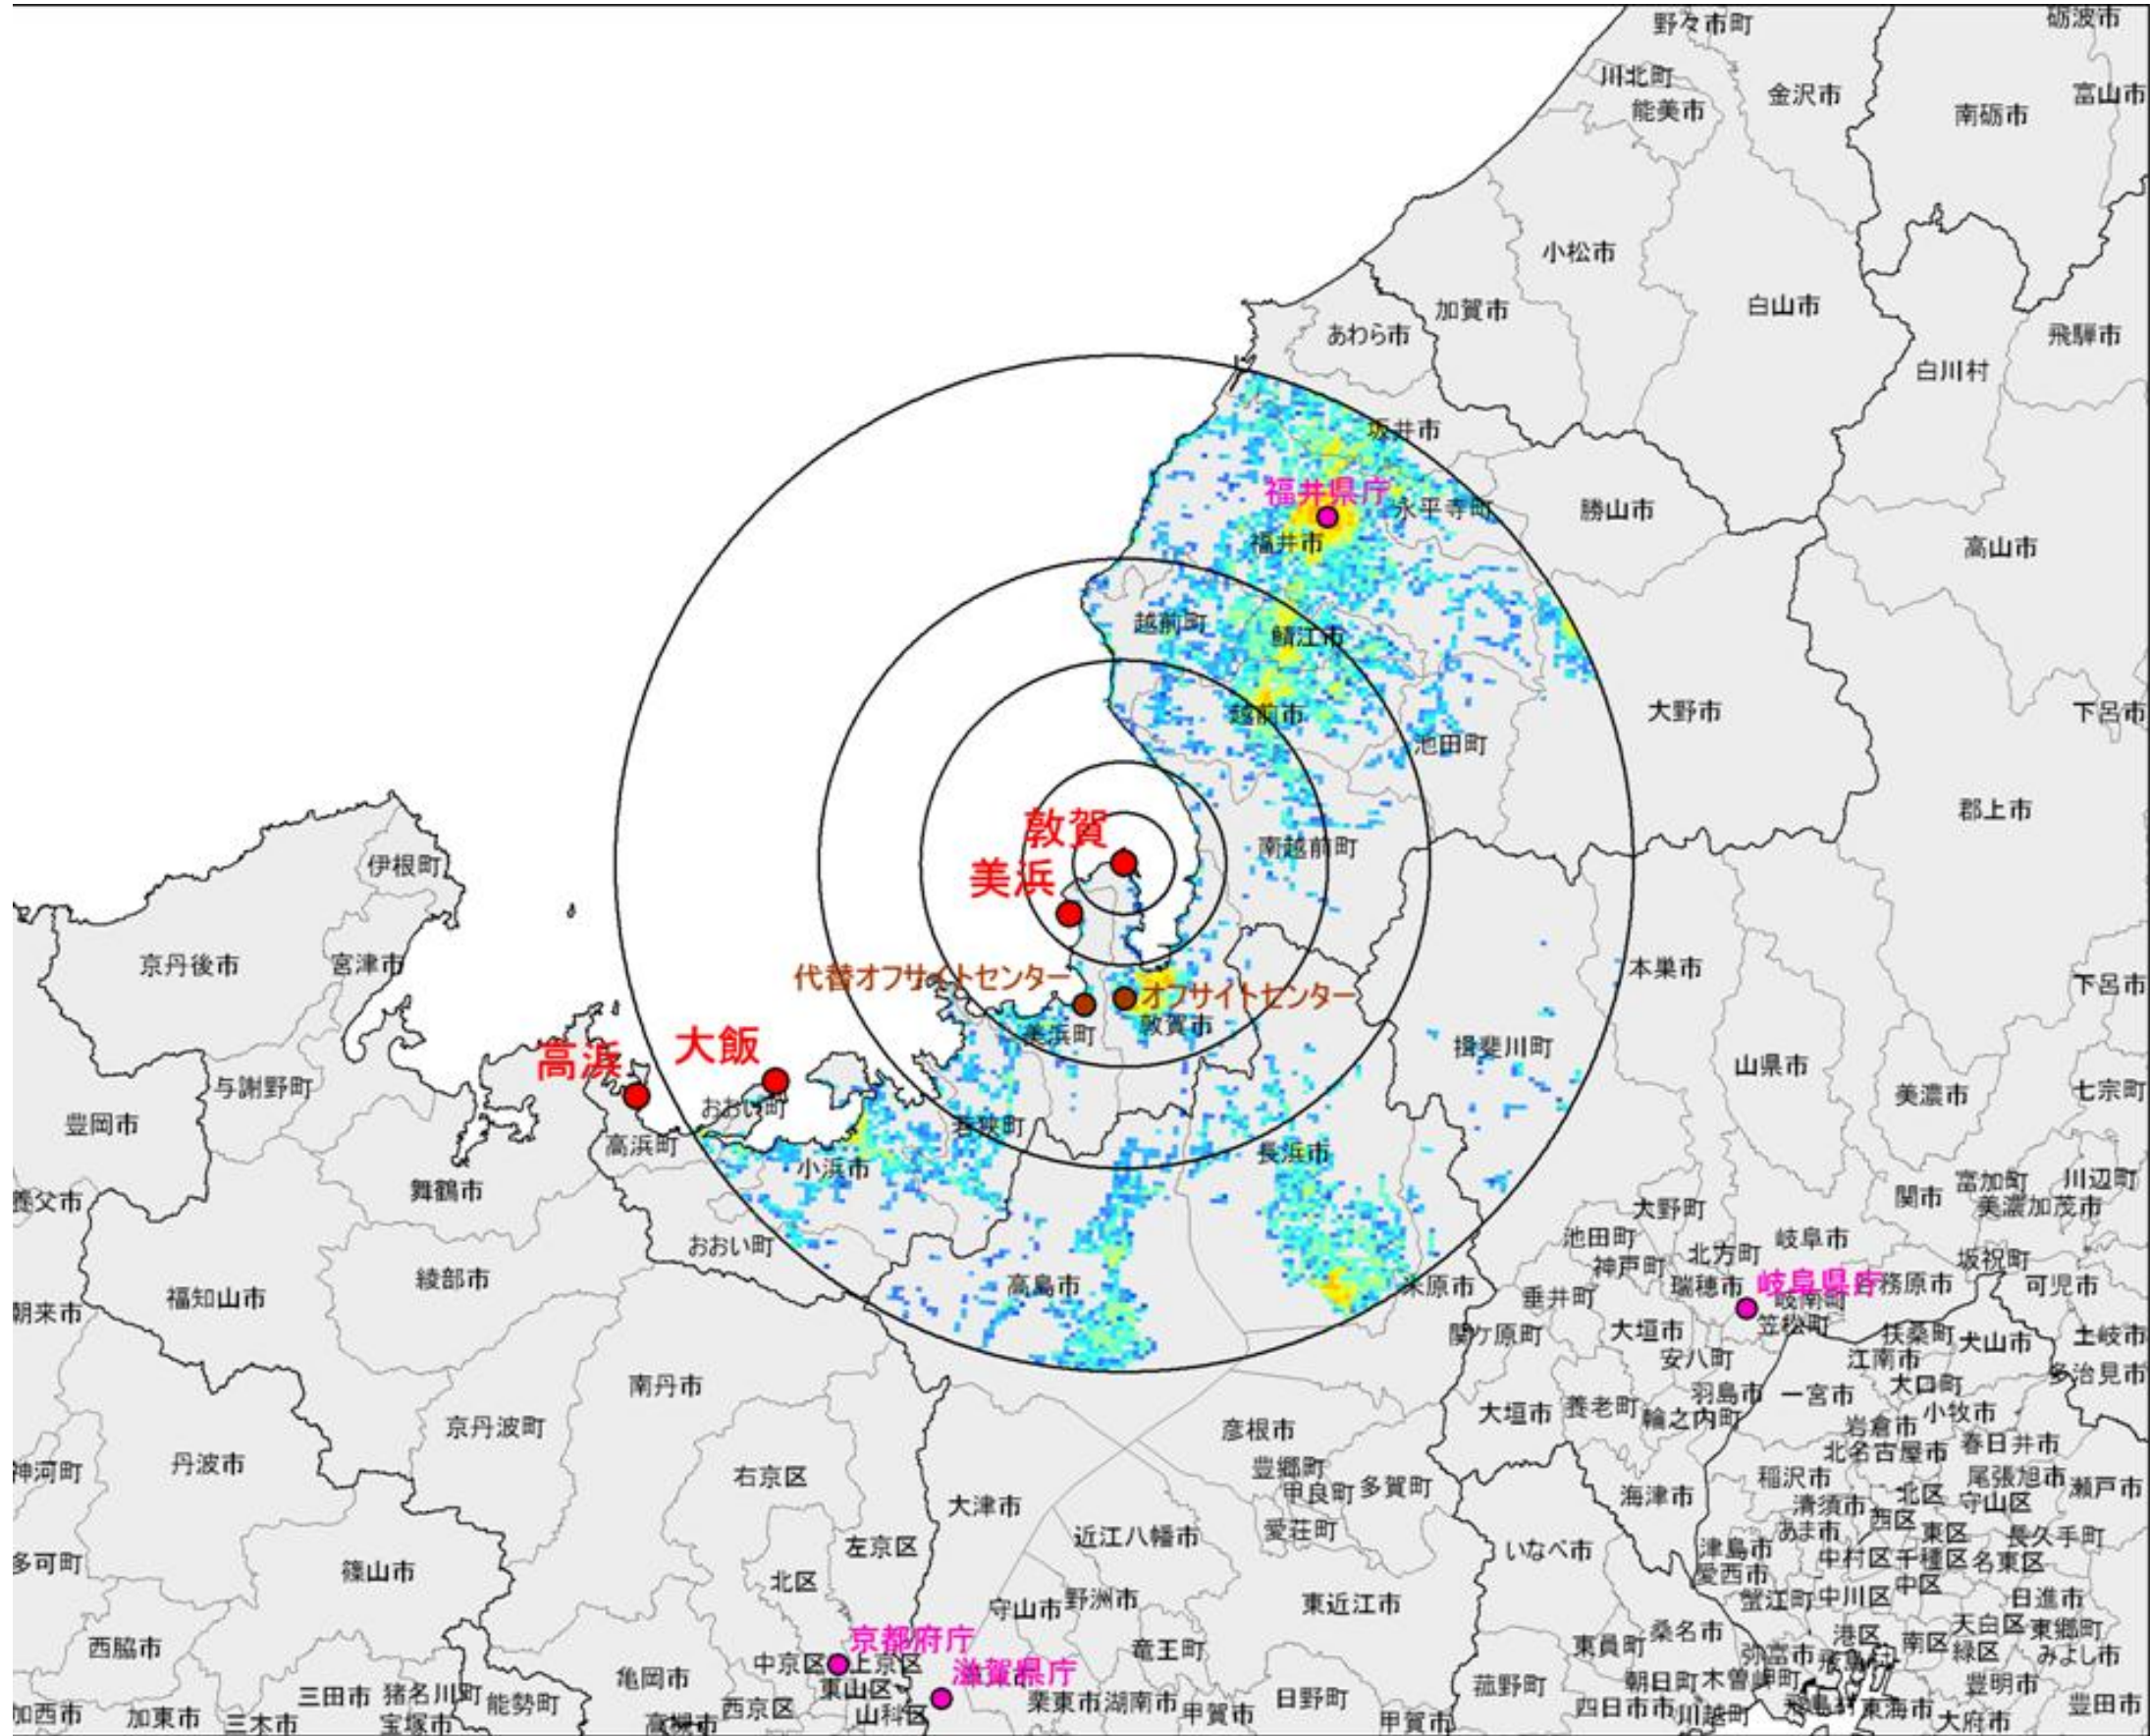 野々市町
砺波市
川北町
能美市
金沢市
南砺市
富山市
小松市
加賀市
白山市
あわら市
飛騨市
白川村
坂井市
福井県庁
永平寺町
勝山市
福井市
高山市
越前町
鯖江市
越前市
大野市
下呂市
池田町
敦賀
郡上市
南越前町
美浜
伊根町
京丹後市
宮津市
本巣市
代替オフサイトセンター
オフサイトセンター
下呂市
美浜町
敦賀市
大飯
高浜
揖斐川町
山県市
与謝野町
おおい町
美濃市
七宗町
豊岡市
高浜町
若狭町
小浜市
長浜市
舞鶴市
養父市
関市
富加町
川辺町
美濃加茂市
大野町
池田町
北方町
岐阜市
おおい町
神戸町
坂祝町
綾部市
高島市
米原市
瑞穂市
岐阜県庁
各務原市
可児市
福知山市
朝来市
垂井町
岐南町
笠松町
関ケ原町
大垣市
扶桑町
犬山市
土岐市
安八町
江南市
多治見市
南丹市
羽島市
一宮市
大口町
京丹波町
大垣市
養老町
輪之内町
小牧市
彦根市
岩倉市
北名古屋市
春日井市
丹波市
神河町
右京区
豊郷町
甲良町
多賀町
稲沢市
尾張旭市
瀬戸市
大津市
海津市
清須市
北区
守山区
愛荘町
近江八幡市
あま市
西区
東区
長久手町
左京区
いなべ市
津島市
中村区
千種区
名東区
多可町
篠山市
北区
愛西市
蟹江町
中川区
中区
日進市
守山市
野洲市
東近江市
天白区
東郷町
京都府庁
西脇市
竜王町
東員町
桑名市
港区
南区
緑区
みよし市
弥富市
飛島村
中京区
上京区
滋賀県庁
亀岡市
東山区
朝日町
木曽岬町
豊明市
三田市
猪名川町
能勢町
西京区
山科区
栗東市
湖南市
甲賀市
日野町
甲賀市
菰野町
四日市市
川越町
飛島村
東海市
大府市
豊田市
加西市
加東市
三木市
宝塚市
高槻市